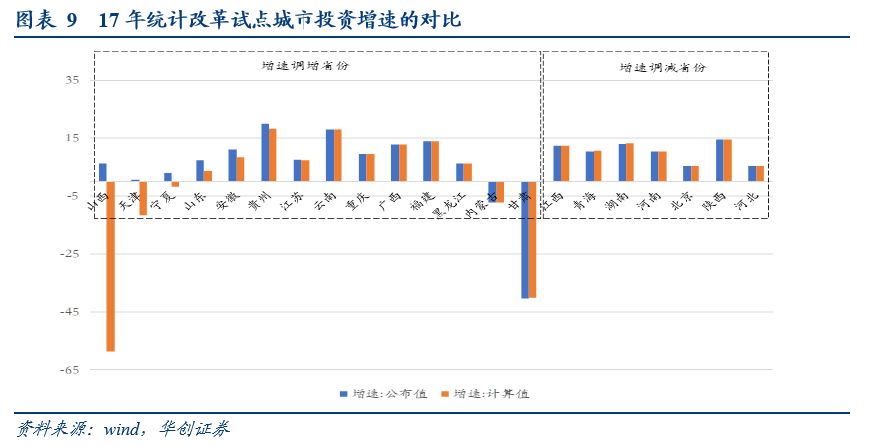 图表 9 17 年统计改革试点城市投资增速的对比
增速调增省份 增速调减省份
35
15
-5
山西 天津 宁夏 山东 安徽 贵州 江苏 云南 重庆 广西 福建 黑龙江 内蒙古 甘肃 江西 青海 湖南 河南 北京 陕西 河北
-25
-45
-65
增速:公布值 增速:计算值
资料来源：wind，华创证券